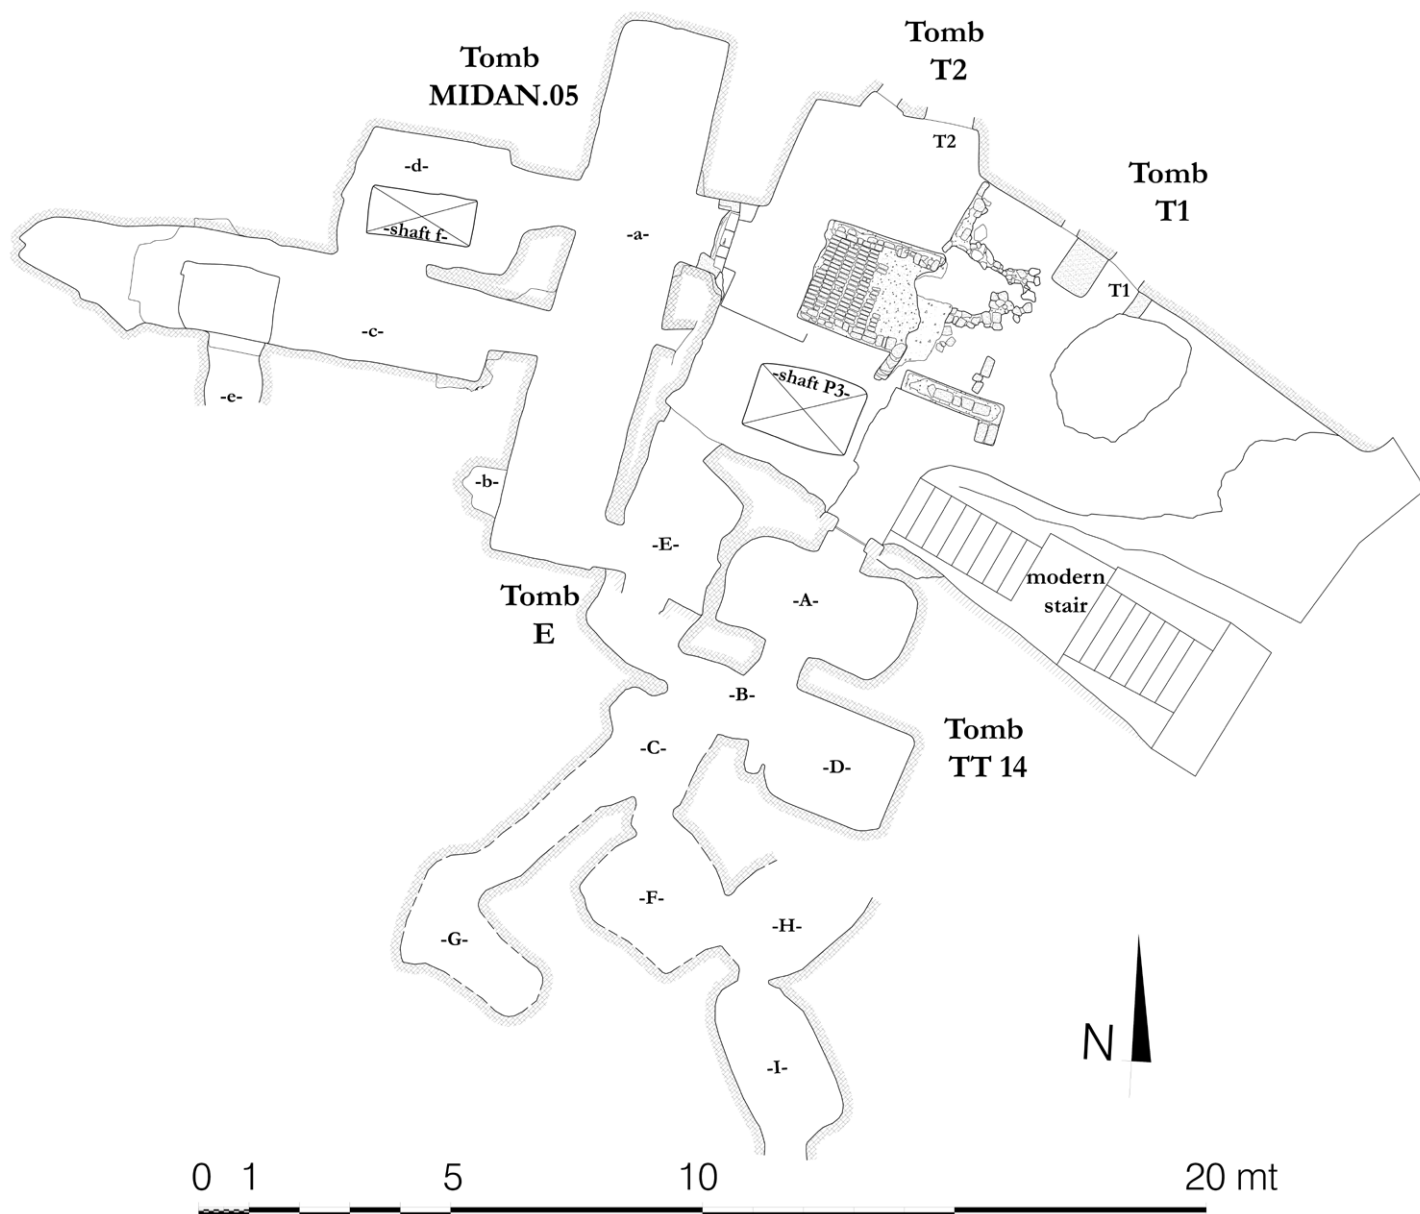 Tomb
T2
Tomb
MIDAN.05
T2
-d-
Tomb
T1
-shaft f-
-a-
T1
-c-
-shaft P3-
-e-
-b-
-E-
modern
stair
Tomb
E
-A-
-B-
Tomb
TT 14
-C-
-D-
-F-
-H-
-G-
N
-I-
0 1 5 10 20 mt